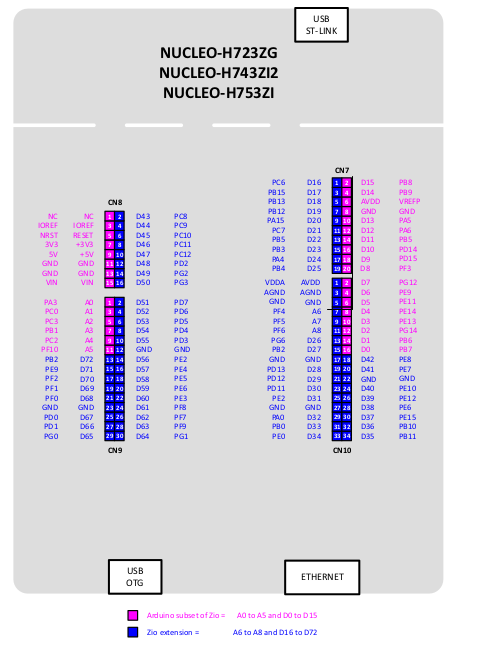 USB
ST-LINK
NUCLEO-H723ZG
NUCLEO-H743ZI2
NUCLEO-H753ZI
CN8
NC NC 1 2 D43 PC8
IOREF IOREF 3 4 D44 PC9
NRST RESET 5 6 D45 PC10
3V3 +3V3 7 8 D46 PC11
5V +5V 9 10 D47 PC12
GND GND 11 12 D48 PD2
GND GND 13 14 D49 PG2
VIN VIN 15 16 D50 PG3
PA3 A0 1 2 D51 PD7
PC0 A1 3 4 D52 PD6
PC3 A2 5 6 D53 PD5
PB1 A3 7 8 D54 PD4
PC2 A4 9 10 D55 PD3
PF10 A5 11 12 GND GND
PB2 D72 13 14 D56 PE2
PE9 D71 15 16 D57 PE4
PF2 D70 17 18 D58 PE5
PF1 D69 19 20 D59 PE6
PF0 D68 21 22 D60 PE3
GND GND 23 24 D61 PF8
PD0 D67 25 26 D62 PF7
PD1 D66 27 28 D63 PF9
PG0 D65 29 30 D64 PG1
CN9
CN7
PC6 D16 1 2 D15 PB8
PB15 D17 3 4 D14 PB9
PB13 D18 5 6 AVDD VREFP
PB12 D19 7 8 GND GND
PA15 D20 9 10 D13 PA5
PC7 D21 11 12 D12 PA6
PB5 D22 13 14 D11 PB5
PB3 D23 15 16 D10 PD14
PA4 D24 17 18 D9 PD15
PB4 D25 19 20 D8 PF3
VDDA AVDD 1 2 D7 PG12
AGND AGND 3 4 D6 PE9
GND GND 5 6 D5 PE11
PF4 A6 7 8 D4 PE14
PF5 A7 9 10 D3 PE13
PF6 A8 11 12 D2 PG14
PG6 D26 13 14 D1 PB6
PB2 D27 15 16 D0 PB7
GND GND 17 18 D42 PE8
PD13 D28 19 20 D41 PE7
PD12 D29 21 22 GND GND
PD11 D30 23 24 D40 PE10
PE2 D31 25 26 D39 PE12
GND GND 27 28 D38 PE6
PA0 D32 29 30 D37 PE15
PB0 D33 31 32 D36 PB10
PE0 D34 33 34 D35 PB11
CN10
USB
OTG
ETHERNET
Arduino subset of Zio = A0 to A5 and D0 to D15
Zio extension = A6 to A8 and D16 to D72